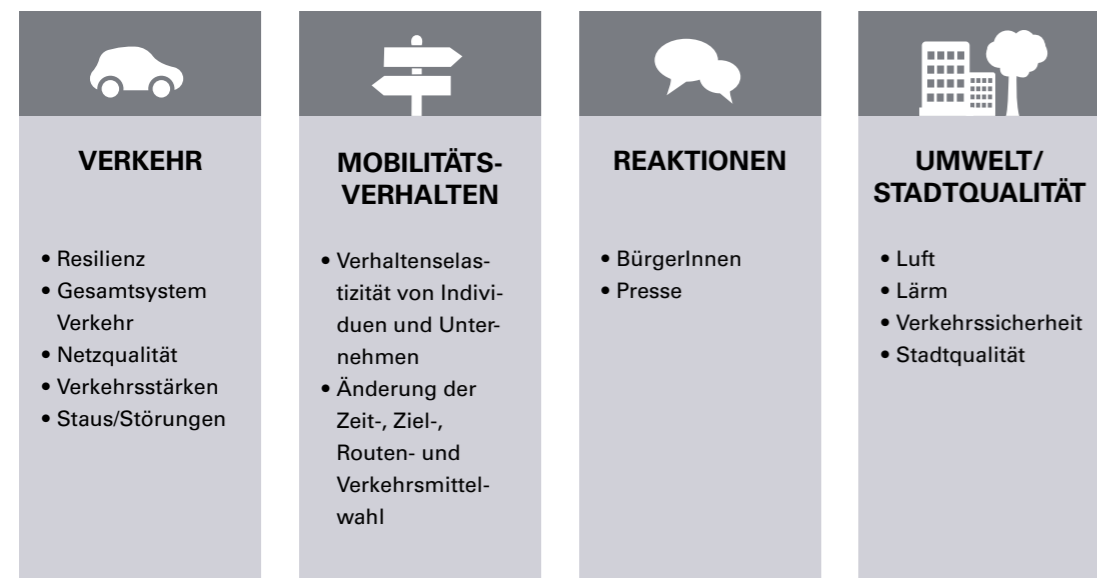 VERKEHR
• Resilienz
• Gesamtsystem
Verkehr
• Netzqualität
• Verkehrsstärken
• Staus/Störungen
MOBILITÄTS-
VERHALTEN
• Verhaltenselas-
tizität von Indivi-
duen und Unter-
nehmen
• Änderung der
Zeit-, Ziel-,
Routen- und
Verkehrsmittel-
wahl
REAKTIONEN
• BürgerInnen
• Presse
UMWELT/
STADTQUALITÄT
• Luft
• Lärm
• Verkehrssicherheit
• Stadtqualität